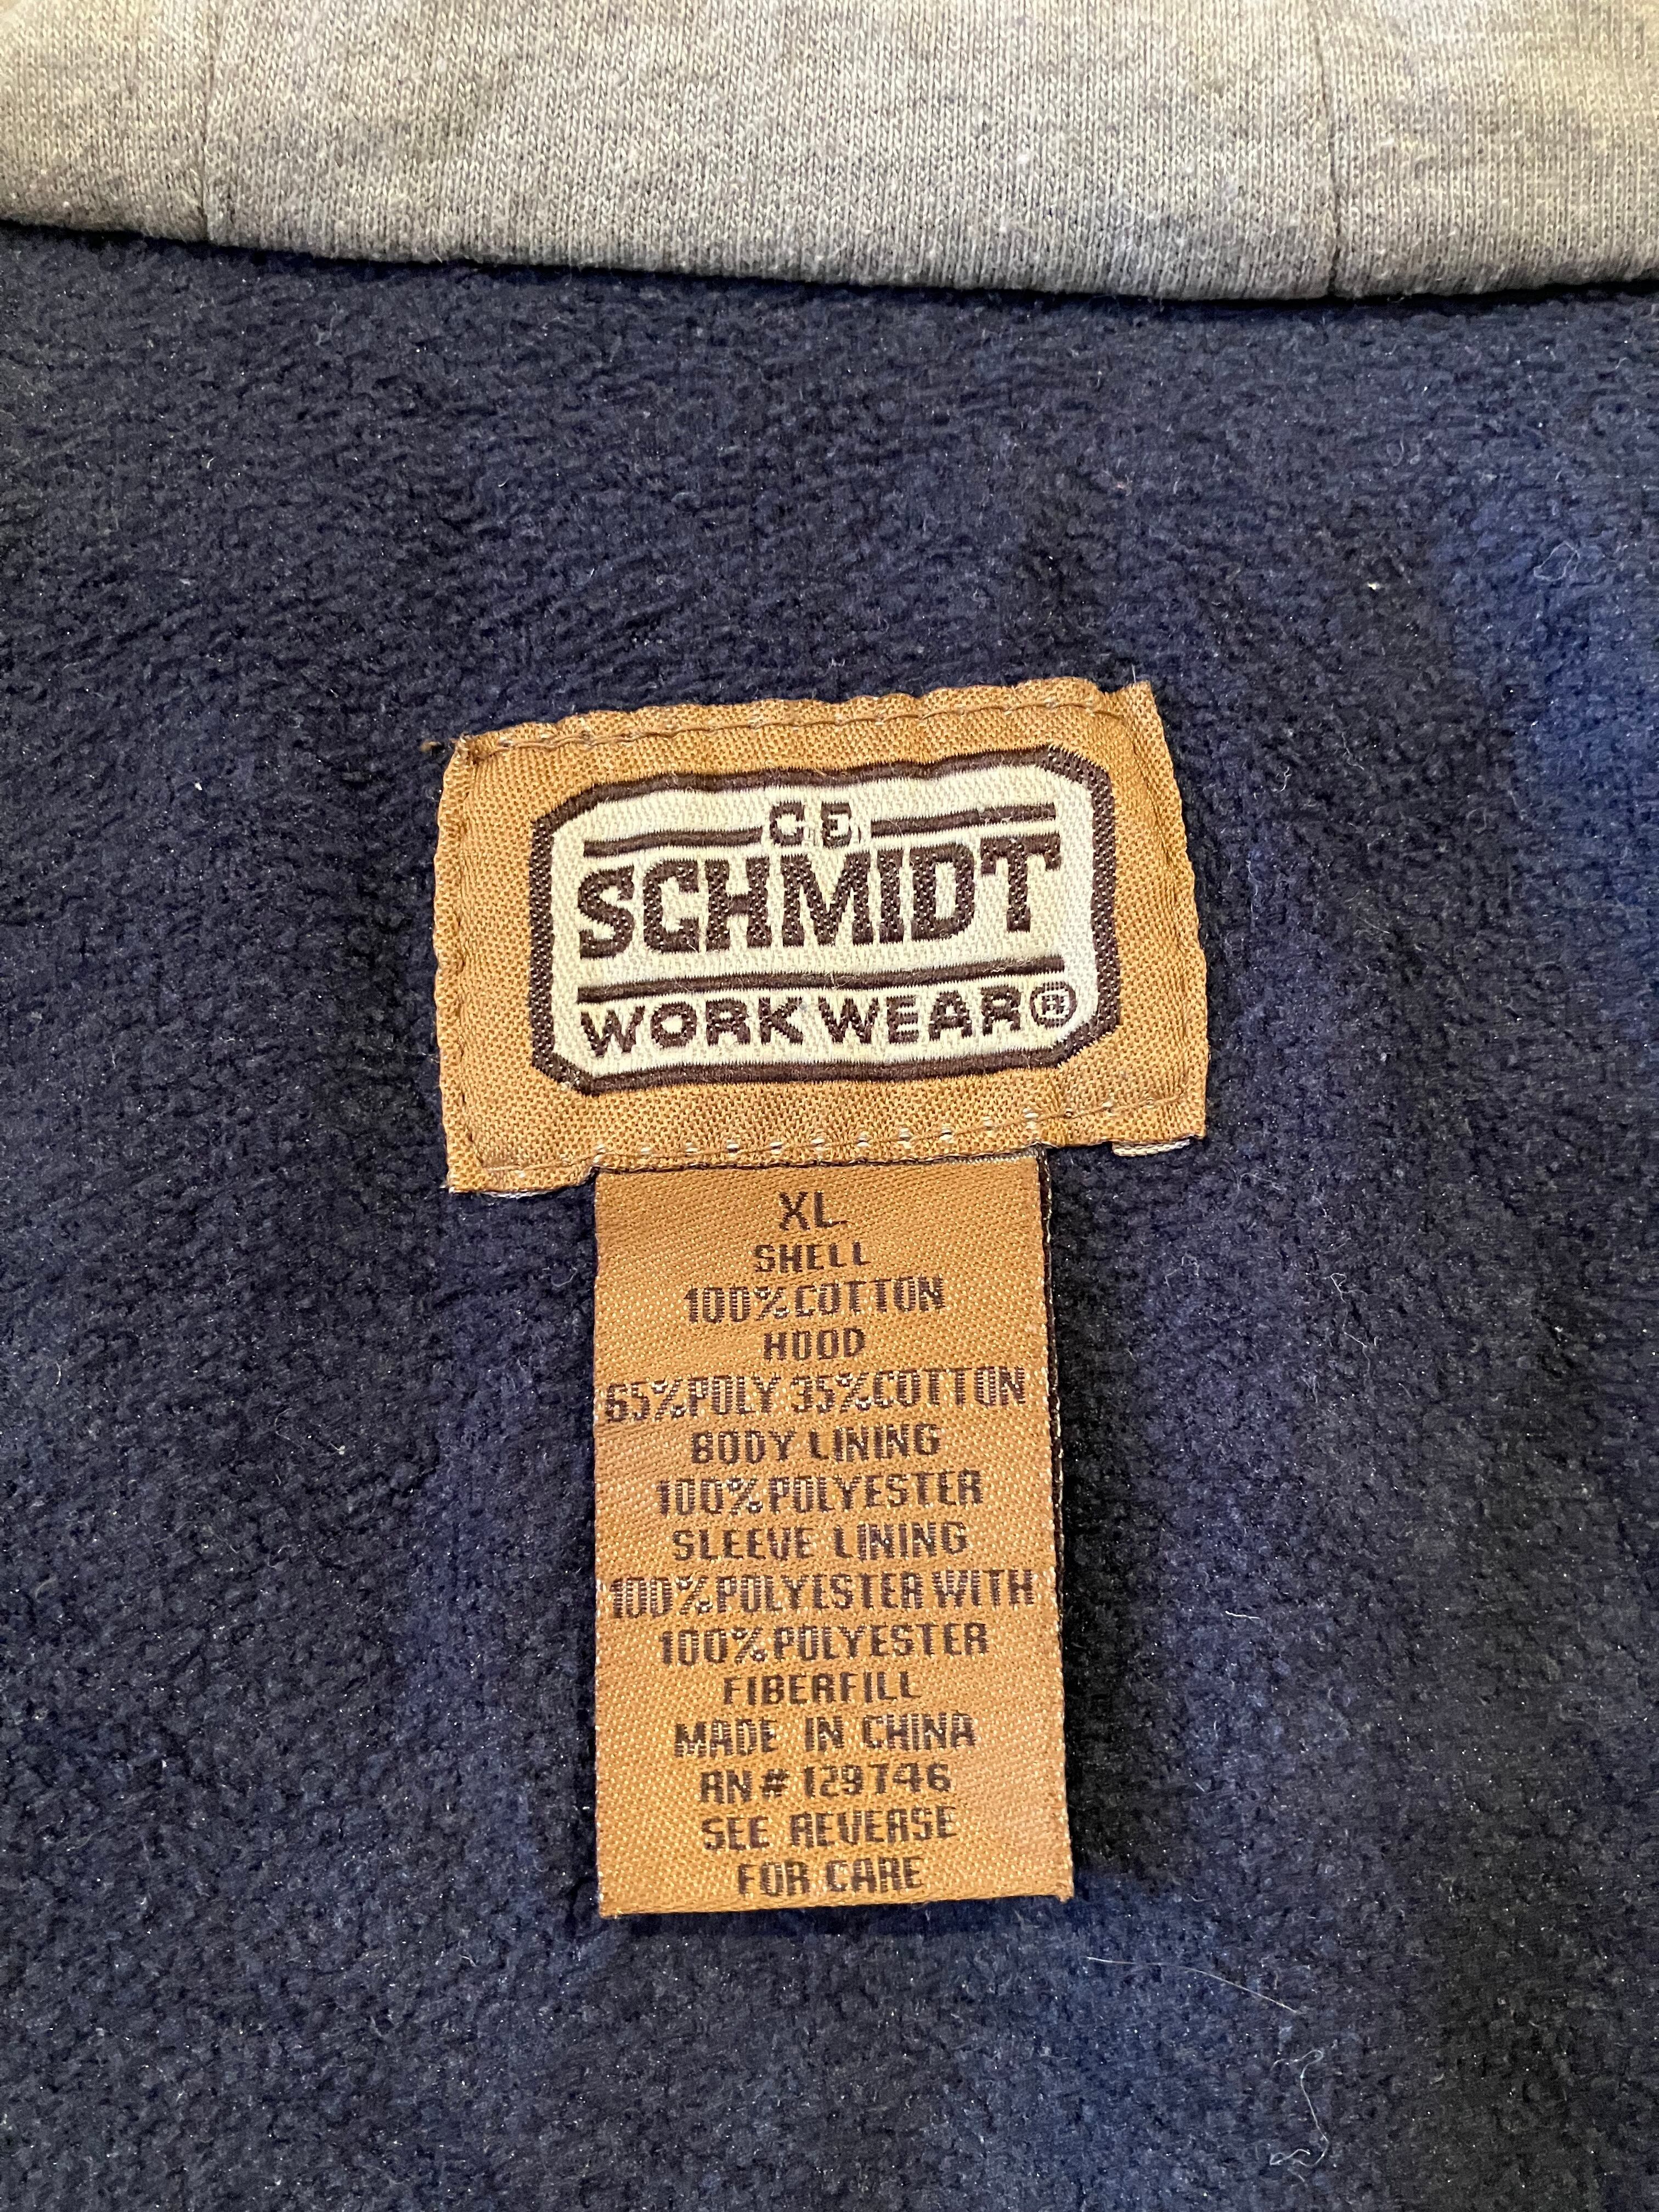 C.E.
SCHMIDT
WORKWEAR®
XL
SHELL
100% COTTON
HOOD
65% POLY 35% COTTON
BODY LINING
100% POLYESTER
SLEEVE LINING
100% POLYESTER WITH
100% POLYESTER
FIBERFILL
MADE IN CHINA
RN# 129746
SEE REVERSE
FOR CARE